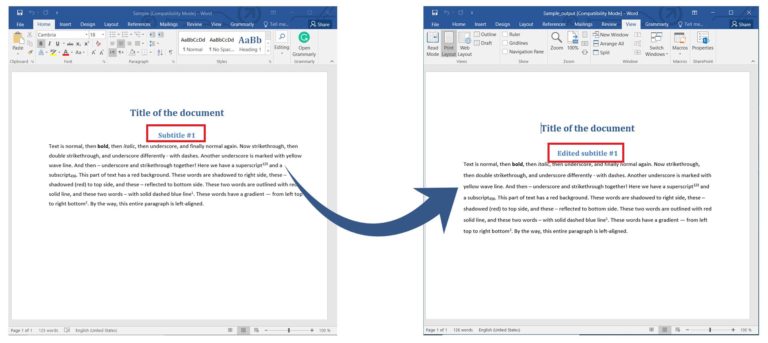 Sample [Compatibility Mode] - Word
File Home Insert Design Layout References Mailings Review View Grammarly Tell me... Share
Paste
Cambria 16
Clipboard Font Paragraph Styles
AaBbCcDd AaBbCcDd AaBb
¶ Normal ¶ No Spac... Heading 1
Editing
Open
Grammarly
Grammarly
Title of the document
Subtitle #1
Text is normal, then bold, then italic, then underscore, and finally normal again. Now strikethrough, then
double strikethrough, and underscore differently - with dashes. Another underscore is marked with yellow
wave line. And then – underscore and strikethrough together! Here we have a superscript and a
subscript. This part of text has a red background. These words are shadowed to right side, these –
shadowed (red) to top side, and these – reflected to bottom side. These two words are outlined with red
solid line, and these two words - with solid dashed blue line. These words have a gradient — from left top
to right bottom¹. By the way, this entire paragraph is left-aligned.
Page 1 of 1 123 words English (United States) 100 %
Sample_output [Compatibility Mode] - Word
File Home Insert Design Layout References Mailings Review View Grammarly Tell me... Share
Read
Mode
Print
Layout
Web
Outline
Draft
Ruler
Gridlines
Navigation Pane
Zoom 100%
New Window
Arrange All
Split
Switch
Windows
Macros
Properties
Views Show Zoom Window Macros SharePoint
Title of the document
Edited subtitle #1
Text is normal, then bold, then italic, then underscore, and finally normal again. Now strikethrough,
then double strikethrough, and underscore differently - with dashes. Another underscore is marked with
yellow wave line. And then – underscore and strikethrough together! Here we have a superscript and
a subscript. This part of text has a red background. These words are shadowed to right side, these –
shadowed (red) to top side, and these – reflected to bottom side. These two words are outlined with red
solid line, and these two words – with solid dashed blue line. These words have a gradient — from left
top to right bottom¹. By the way, this entire paragraph is left-aligned.
Page 1 of 1 126 words English (United States) 100 %